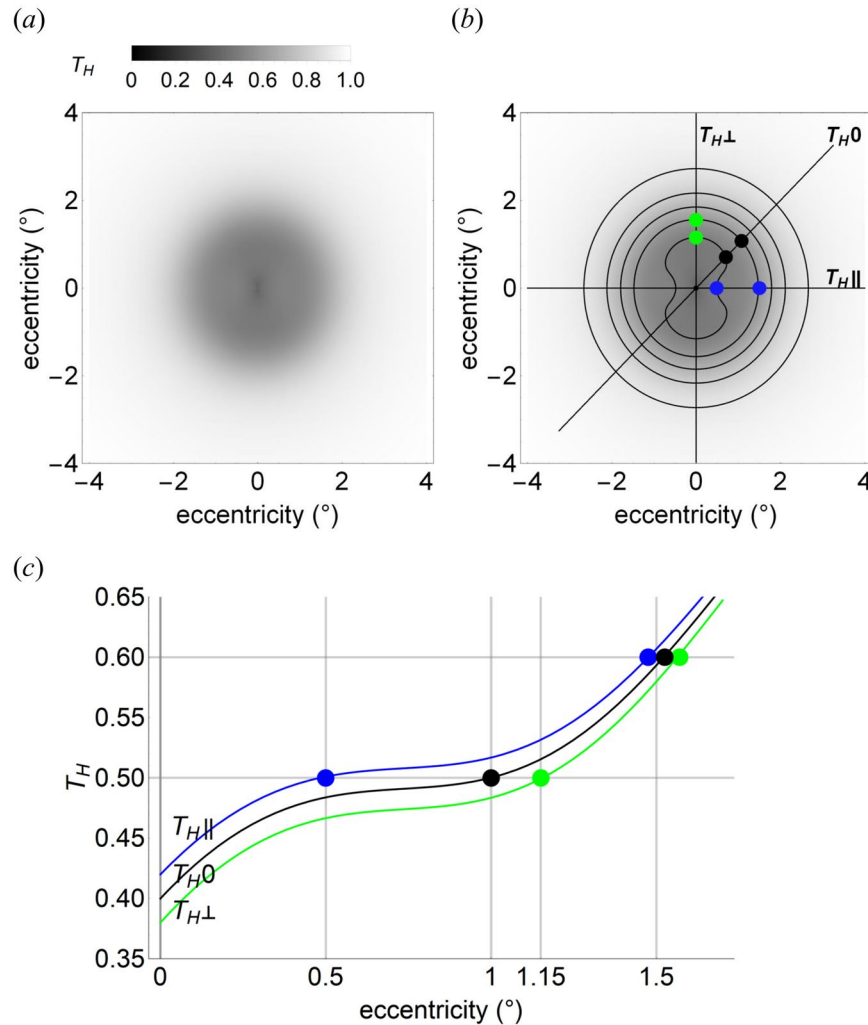 (a)
T_H
0 0.2 0.4 0.6 0.8 1.0
4
2
0
−2
−4
eccentricity (°)
−4 −2 0 2 4
eccentricity (°)
(b)
4
2
0
−2
−4
eccentricity (°)
T_H⊥
T_H0
T_H||
−4 −2 0 2 4
eccentricity (°)
(c)
0.65
0.60
0.55
0.50
0.45
0.40
0.35
T_H
T_H||
T_H0
T_H⊥
0 0.5 1 1.15 1.5
eccentricity (°)